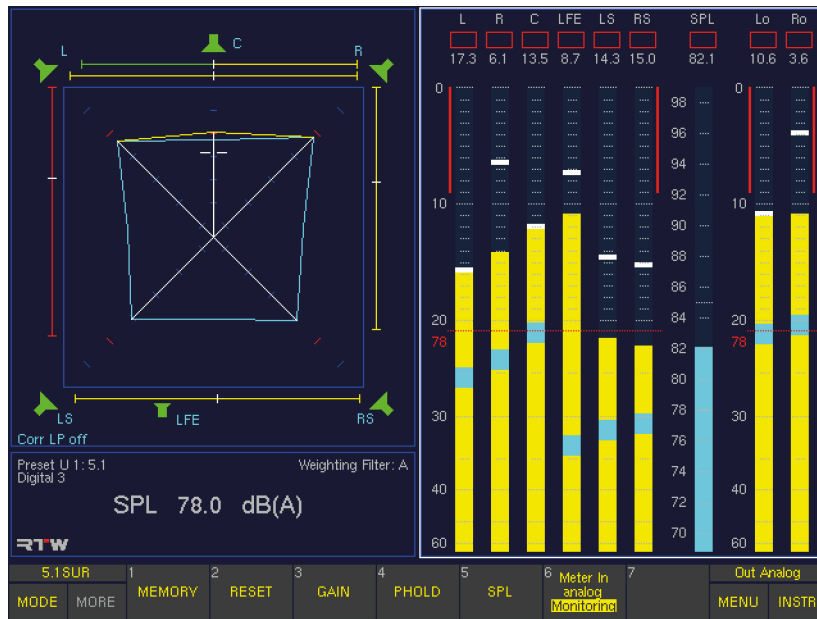 L R C LFE LS RS SPL Lo Ro
17.3 6.1 13.5 8.7 14.3 15.0 82.1 10.6 3.6
L C R
0 0
98
96
94
92
10 10
90
88
86
84
20 20
78 78
82
80
78
30 30
76
74
40 40
72
70
60 60
LS LFE RS
Corr LP off
Preset U 1: 5.1 Weighting Filter: A
Digital 3
SPL 78.0 dB(A)
RTW
5.1SUR 1 2 3 4 5 6 Meter In 7 Out Analog
MODE MORE MEMORY RESET GAIN PHOLD SPL analog MENU INSTR
Monitoring